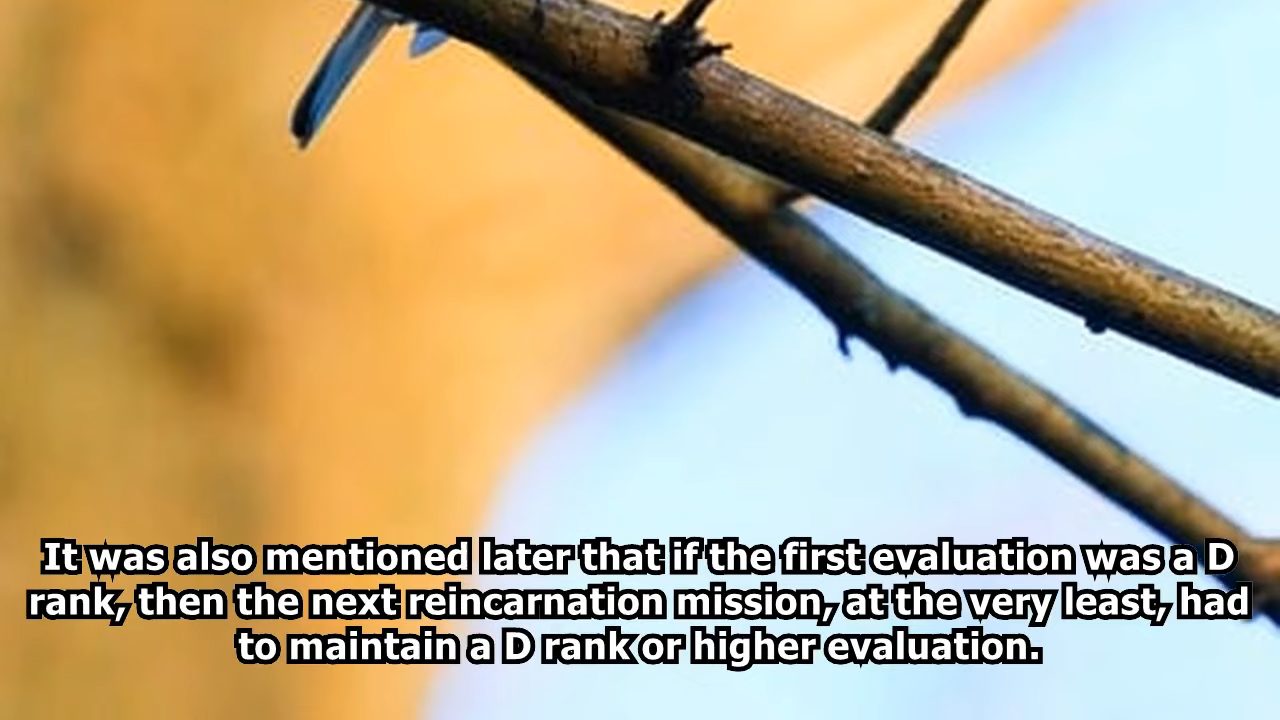 It was also mentioned later that if the first evaluation was a D
rank, then the next reincarnation mission, at the very least, had
to maintain a D rank or higher evaluation.